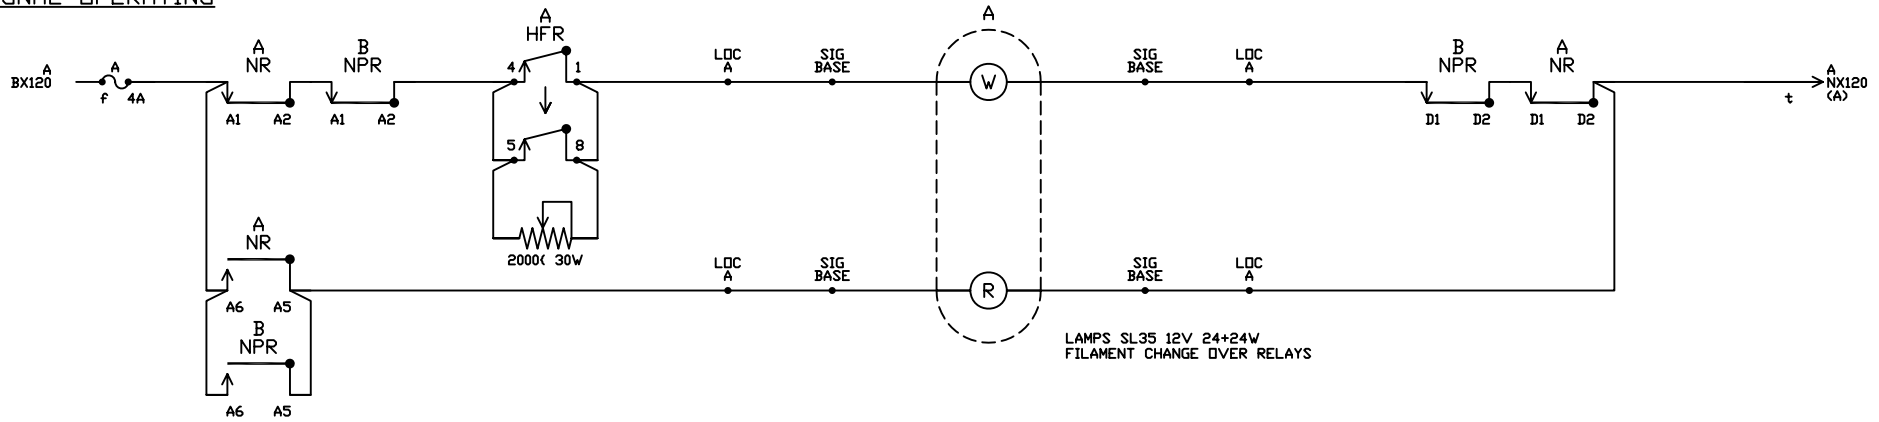 A
BX120
A
f 4A
A
NR
A1 A2
B
NPR
A1 A2
A
HFR
4 1
5 8
2000( 30W
LOC
A
SIG
BASE
A
W
SIG
BASE
LOC
A
B
NPR
D1 D2
A
NR
D1 D2
t
A
NX120
(A)
A
NR
A6 A5
B
NPR
A6 A5
LOC
A
SIG
BASE
R
SIG
BASE
LOC
A
LAMPS SL35 12V 24+24W
FILAMENT CHANGE OVER RELAYS